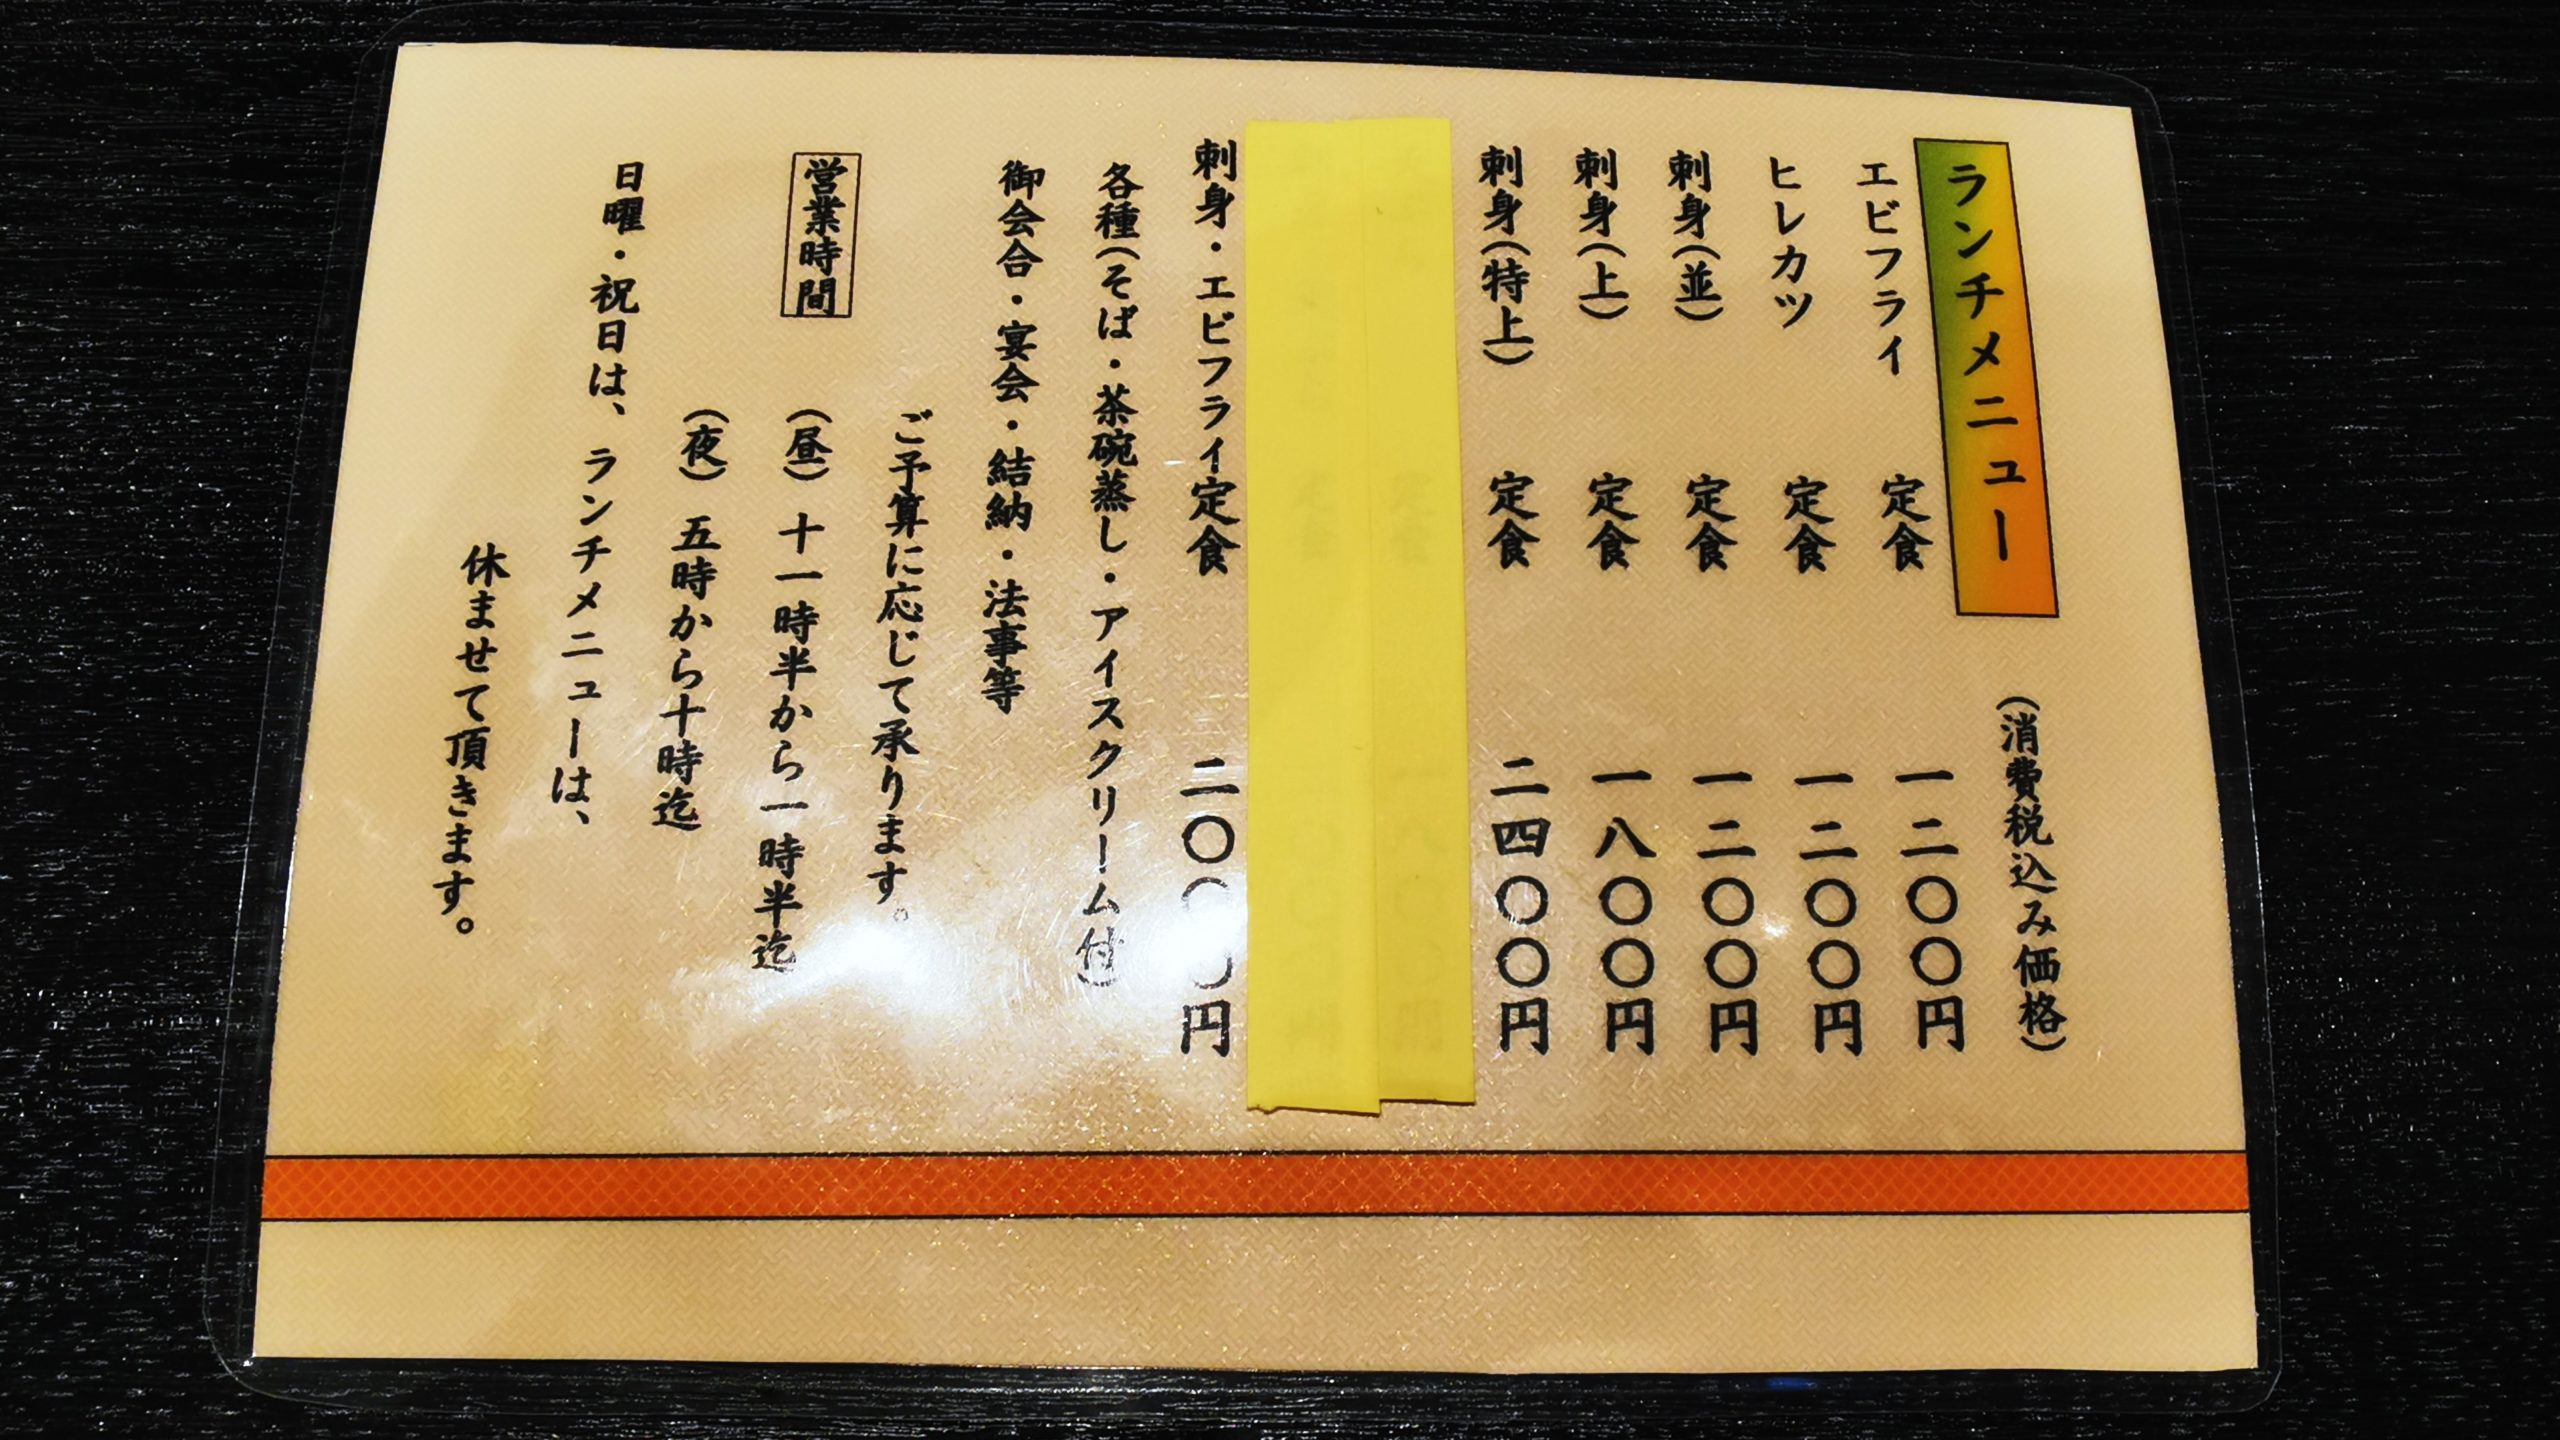 ランチメニュー
(消費税込み価格)
エビフライ 定食 一二〇〇円
ヒレカツ 定食 一二〇〇円
刺身(並) 定食 一二〇〇円
刺身(上) 定食 一八〇〇円
刺身(特上) 定食 二四〇〇円
刺身・エビフライ定食 二〇〇〇円
各種(そば・茶碗蒸し・アイスクリーム付)
御会合・宴会・結納・法事等
ご予算に応じて承ります。
営業時間
(昼) 十一時半から一時半迄
(夜) 五時から十時迄
日曜・祝日は、ランチメニューは、
休ませて頂きます。